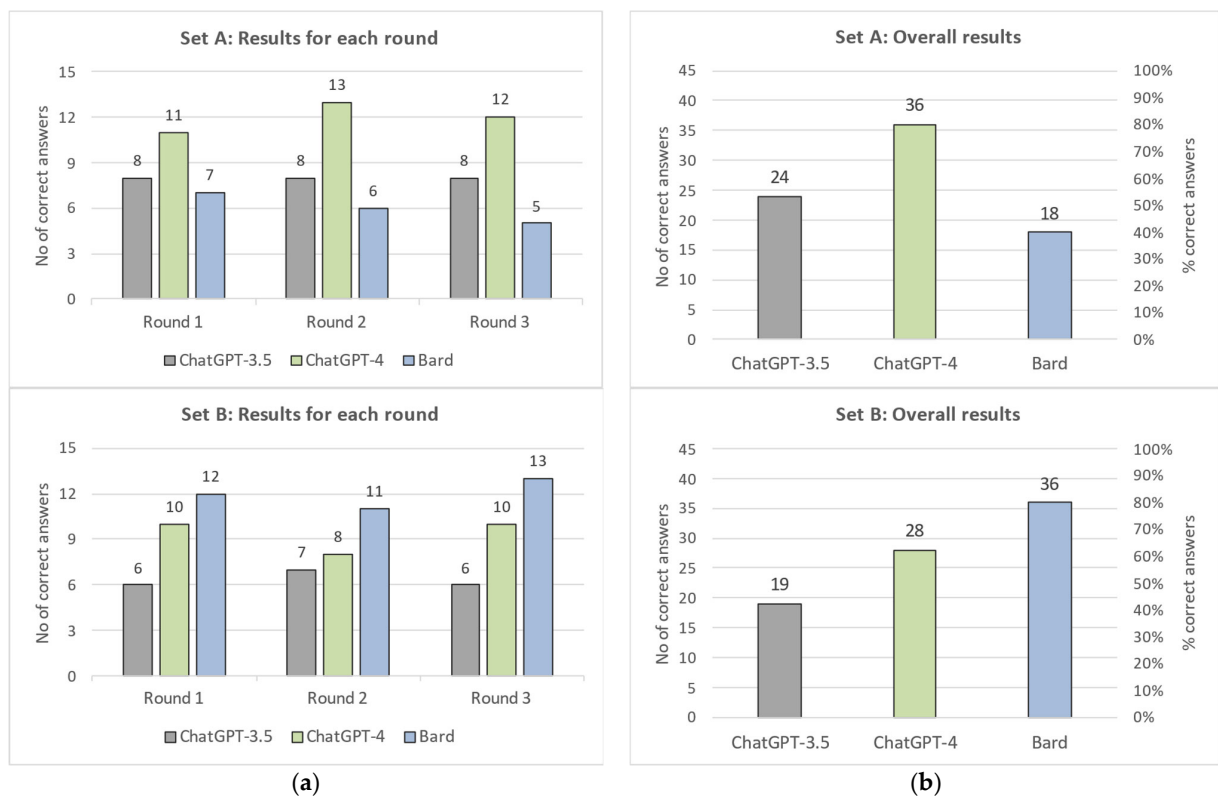 Set A: Results for each round
No of correct answers
15
12
9
6
3
0
8
11
7
8
13
6
8
12
5
Round 1
Round 2
Round 3
ChatGPT-3.5
ChatGPT-4
Bard
Set A: Overall results
No of correct answers
45
40
35
30
25
20
15
10
5
0
24
36
18
100%
90%
80%
70%
60%
50%
40%
30%
20%
10%
0%
% correct answers
ChatGPT-3.5
ChatGPT-4
Bard
Set B: Results for each round
No of correct answers
15
12
9
6
3
0
6
10
12
7
8
11
6
10
13
Round 1
Round 2
Round 3
ChatGPT-3.5
ChatGPT-4
Bard
Set B: Overall results
No of correct answers
45
40
35
30
25
20
15
10
5
0
19
28
36
100%
90%
80%
70%
60%
50%
40%
30%
20%
10%
0%
% correct answers
ChatGPT-3.5
ChatGPT-4
Bard
(a)
(b)